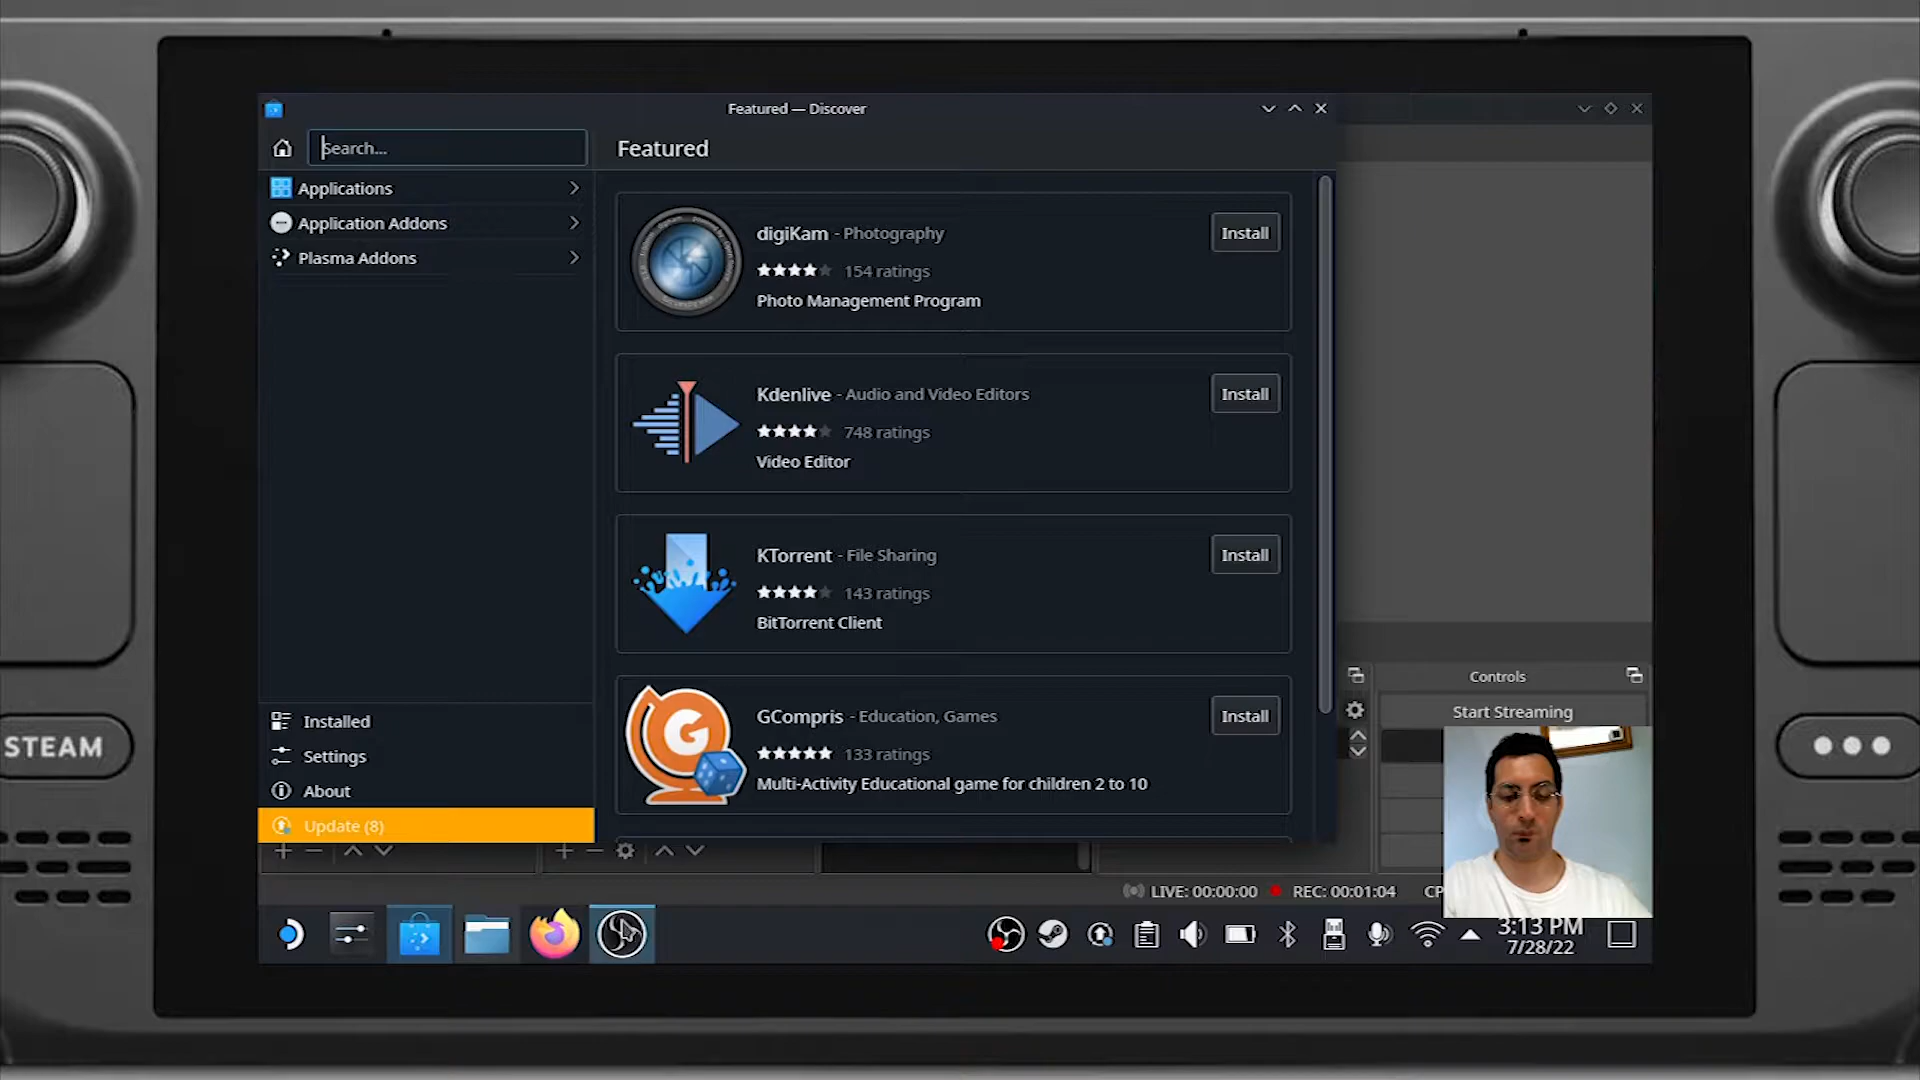 Featured — Discover
Search...
Featured
Applications
Application Addons
Plasma Addons
digiKam - Photography
Install
154 ratings
Photo Management Program
Kdenlive - Audio and Video Editors
Install
748 ratings
Video Editor
KTorrent - File Sharing
Install
143 ratings
BitTorrent Client
GCompris - Education, Games
Install
133 ratings
Multi-Activity Educational game for children 2 to 10
Installed
Settings
About
Update (8)
Controls
Start Streaming
STEAM
LIVE: 00:00:00
REC: 00:01:04
CP
3:13 PM
7/28/22